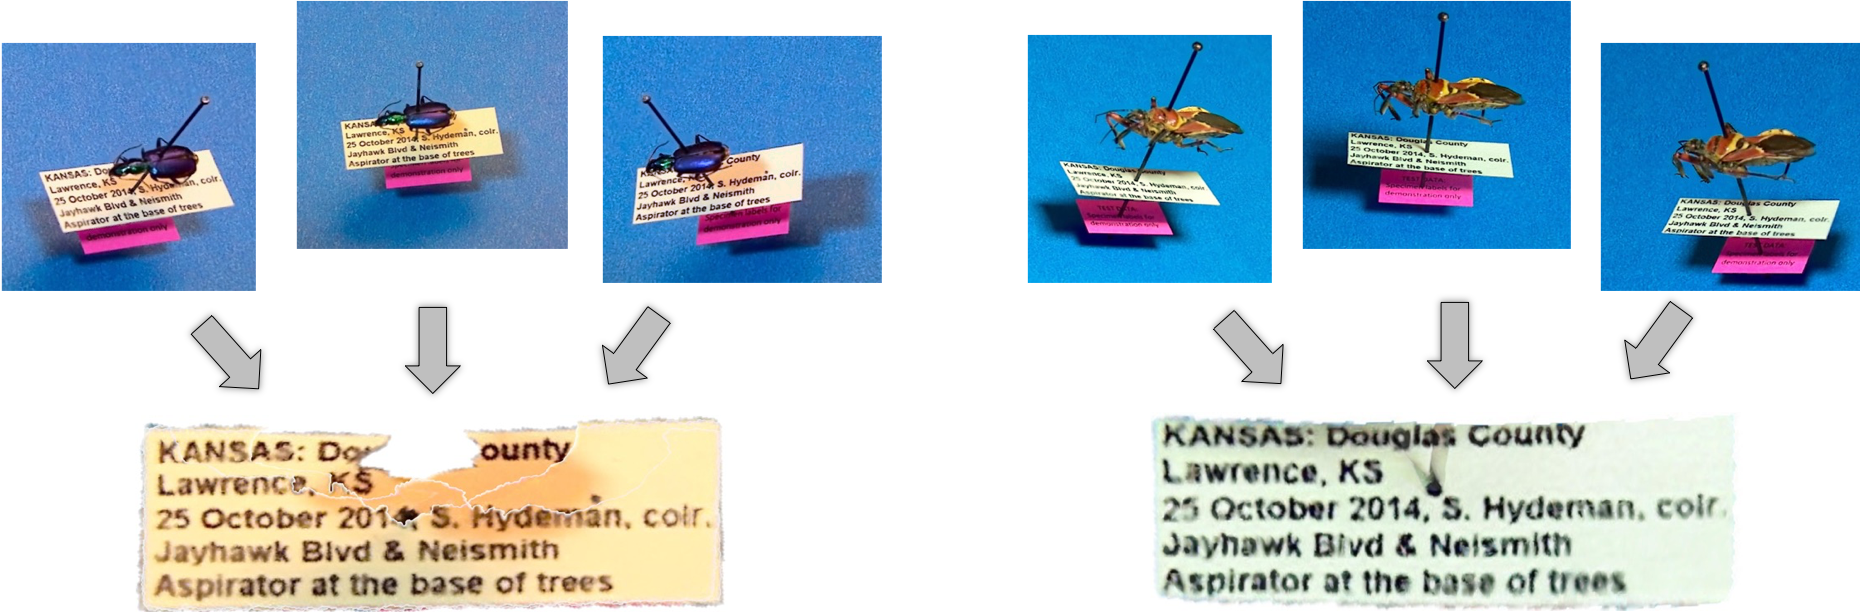 KANSAS: Do
Lawrence, KS
25 October 2014, S. Hydeman, colr.
Jayhawk Blvd & Neismith
Aspirator at the base of trees
demonstration only
KANSA
Lawrence, KS
25 October 2014, S. Hydeman, colr.
Jayhawk Blvd & Neismith
Aspirator at the base of trees
demonstration only
KANS County
Lawrence,
25 October 2014, S. Hydeman, colr.
Jayhawk Blvd & Neismith
Aspirator at the base of trees
Specimen labels for
demonstration only
KANSAS: Douglas County
Lawrence, KS
25 October 2014, S. Hydeman, colr.
Jayhawk Blvd & Neismith
Aspirator at the base of trees
TEST DATA
Specimen labels for
demonstration only
KANSAS: Douglas County
Lawrence, KS
25 October 2014, S. Hydeman, colr.
Jayhawk Blvd & Neismith
Aspirator at the base of trees
TEST DATA
Specimen labels for
demonstration only
KANSAS: Douglas County
Lawrence, KS
25 October 2014, S. Hydeman, colr.
Jayhawk Blvd & Neismith
Aspirator at the base of trees
TEST DATA
Specimen labels for
demonstration only
KANSAS: Do ounty
Lawrence, KS
25 October 2014, S. Hydeman, colr.
Jayhawk Blvd & Neismith
Aspirator at the base of trees
KANSAS: Douglas County
Lawrence, KS
25 October 2014, S. Hydeman, colr.
Jayhawk Blvd & Neismith
Aspirator at the base of trees